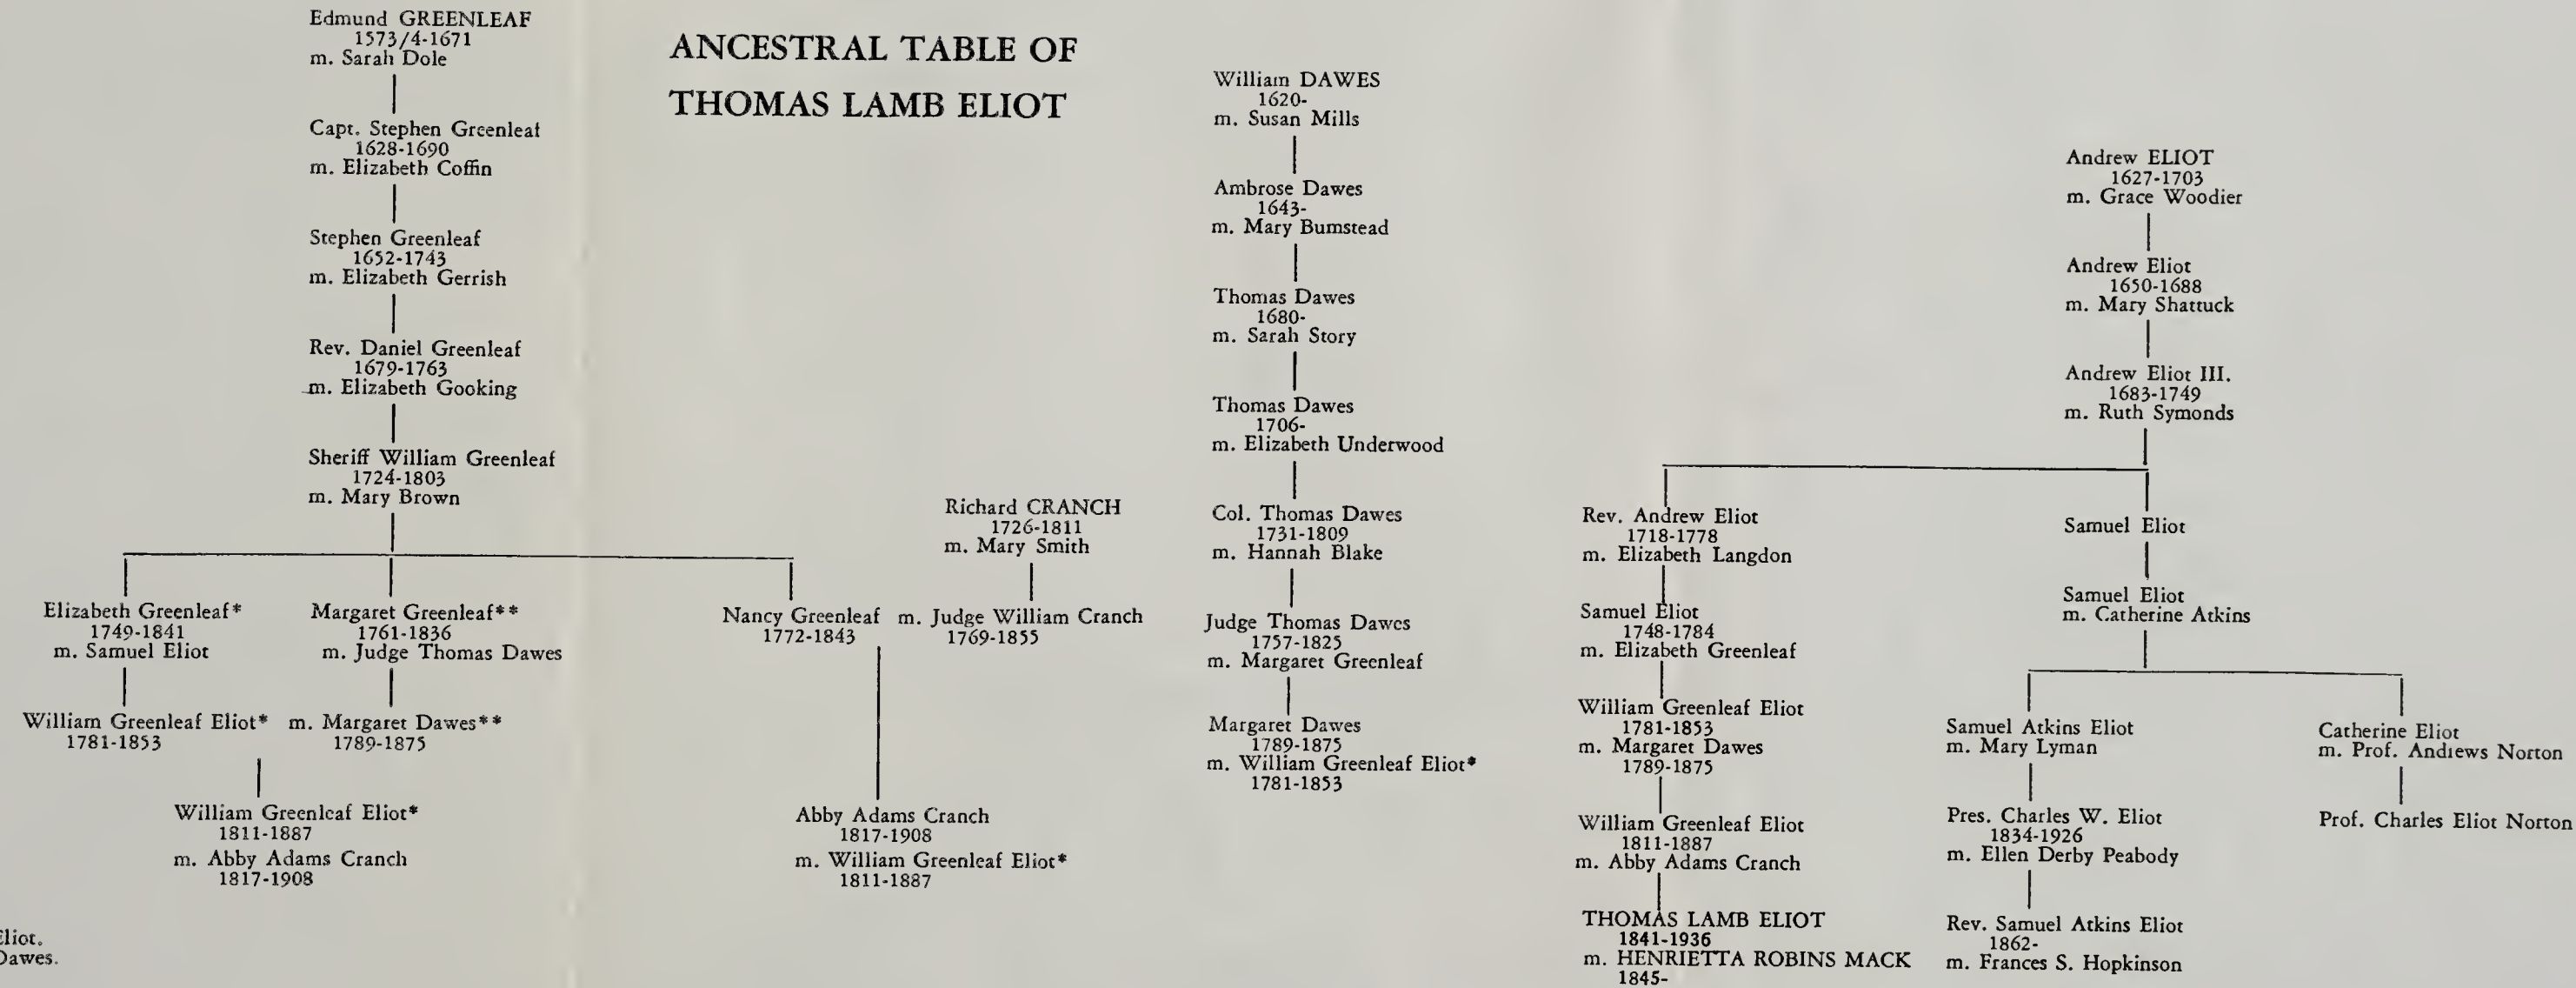 ANCESTRAL TABLE OF
THOMAS LAMB ELIOT
Edmund GREENLEAF
1573/4-1671
m. Sarah Dole
Capt. Stephen Greenleaf
1628-1690
m. Elizabeth Coffin
Stephen Greenleaf
1652-1743
m. Elizabeth Gerrish
Rev. Daniel Greenleaf
1679-1763
m. Elizabeth Gooking
Sheriff William Greenleaf
1724-1803
m. Mary Brown
Elizabeth Greenleaf*
1749-1841
m. Samuel Eliot
Margaret Greenleaf**
1761-1836
m. Judge Thomas Dawes
William Greenleaf Eliot* m. Margaret Dawes**
1781-1853 1789-1875
William Greenleaf Eliot*
1811-1887
m. Abby Adams Cranch
1817-1908
Eliot.
Dawes.
Richard CRANCH
1726-1811
m. Mary Smith
Nancy Greenleaf m. Judge William Cranch
1772-1843 1769-1855
Abby Adams Cranch
1817-1908
m. William Greenleaf Eliot*
1811-1887
William DAWES
1620-
m. Susan Mills
Ambrose Dawes
1643-
m. Mary Bumstead
Thomas Dawes
1680-
m. Sarah Story
Thomas Dawes
1706-
m. Elizabeth Underwood
Col. Thomas Dawes
1731-1809
m. Hannah Blake
Judge Thomas Dawes
1757-1825
m. Margaret Greenleaf
Margaret Dawes
1789-1875
m. William Greenleaf Eliot*
1781-1853
Andrew ELIOT
1627-1703
m. Grace Woodier
Andrew Eliot
1650-1688
m. Mary Shattuck
Andrew Eliot III.
1683-1749
m. Ruth Symonds
Rev. Andrew Eliot
1718-1778
m. Elizabeth Langdon
Samuel Eliot
1748-1784
m. Elizabeth Greenleaf
William Greenleaf Eliot
1781-1853
m. Margaret Dawes
1789-1875
William Greenleaf Eliot
1811-1887
m. Abby Adams Cranch
THOMAS LAMB ELIOT
1841-1936
m. HENRIETTA ROBINS MACK
1845-
Samuel Eliot
Samuel Eliot
m. Catherine Atkins
Samuel Atkins Eliot
m. Mary Lyman
Pres. Charles W. Eliot
1834-1926
m. Ellen Derby Peabody
Rev. Samuel Atkins Eliot
1862-
m. Frances S. Hopkinson
Catherine Eliot
m. Prof. Andrews Norton
Prof. Charles Eliot Norton